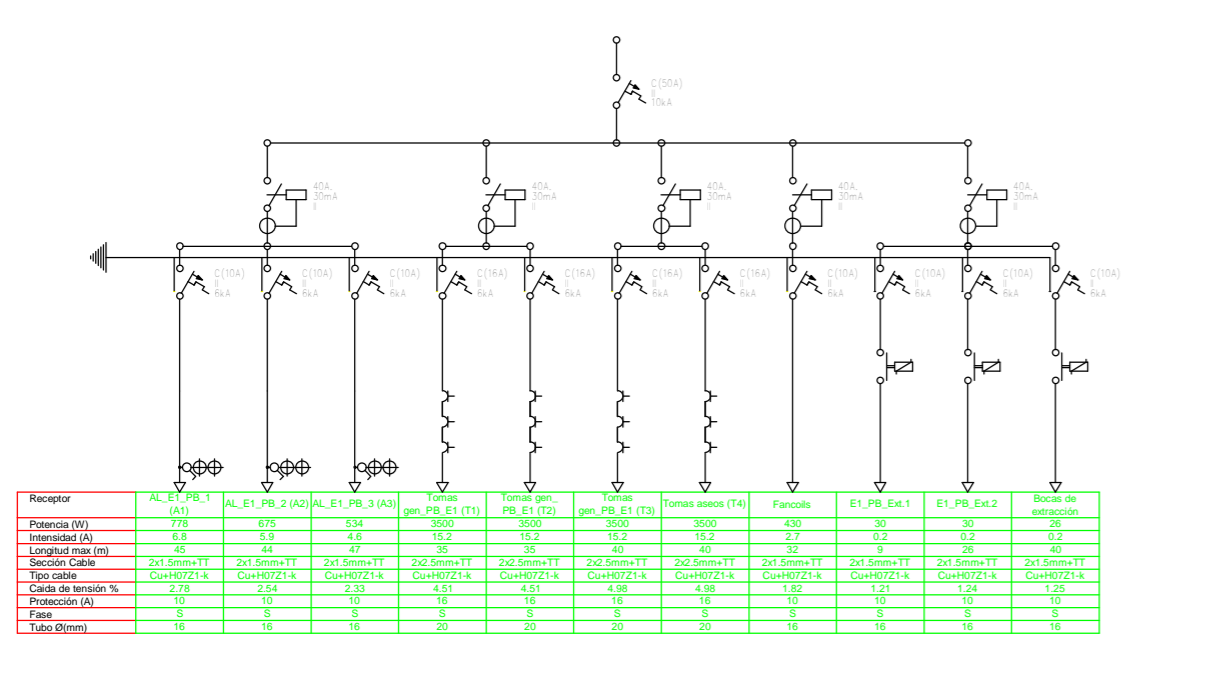 C(50A)
II
10kA
40A,
30mA
II
40A,
30mA
II
40A,
30mA
II
40A,
30mA
II
40A,
30mA
II
C(10A)
II
6kA
C(10A)
II
6kA
C(10A)
II
6kA
C(16A)
II
6kA
C(16A)
II
6kA
C(16A)
II
6kA
C(16A)
II
6kA
C(10A)
II
6kA
C(10A)
II
6kA
C(10A)
II
6kA
C(10A)
II
6kA
Receptor AL_E1_PB_1 (A1) AL_E1_PB_2 (A2) AL_E1_PB_3 (A3) Tomas gen_PB_E1 (T1) Tomas gen_PB_E1 (T2) Tomas gen_PB_E1 (T3) Tomas aseos (T4) Fancoils E1_PB_Ext.1 E1_PB_Ext.2 Bocas de extracción
Potencia (W) 778 675 534 3500 3500 3500 3500 430 30 30 26
Intensidad (A) 6.8 5.9 4.6 15.2 15.2 15.2 15.2 2.7 0.2 0.2 0.2
Longitud max (m) 45 44 47 35 35 40 40 32 9 26 40
Sección Cable 2x1.5mm+TT 2x1.5mm+TT 2x1.5mm+TT 2x2.5mm+TT 2x2.5mm+TT 2x2.5mm+TT 2x2.5mm+TT 2x1.5mm+TT 2x1.5mm+TT 2x1.5mm+TT 2x1.5mm+TT
Tipo cable Cu+H07Z1-k Cu+H07Z1-k Cu+H07Z1-k Cu+H07Z1-k Cu+H07Z1-k Cu+H07Z1-k Cu+H07Z1-k Cu+H07Z1-k Cu+H07Z1-k Cu+H07Z1-k Cu+H07Z1-k
Caida de tensión % 2.78 2.54 2.33 4.51 4.51 4.98 4.98 1.82 1.21 1.24 1.25
Protección (A) 10 10 10 16 16 16 16 10 10 10 10
Fase S S S S S S S S S S S
Tubo Ø(mm) 16 16 16 20 20 20 20 16 16 16 16